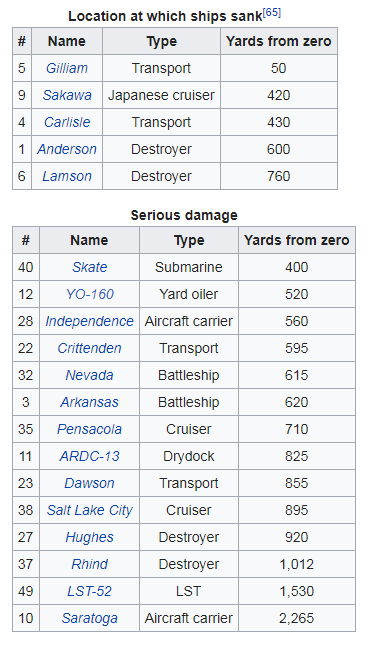 Location at which ships sank[65]
# Name Type Yards from zero
5 Gilliam Transport 50
9 Sakawa Japanese cruiser 420
4 Carlisle Transport 430
1 Anderson Destroyer 600
6 Lamson Destroyer 760
Serious damage
# Name Type Yards from zero
40 Skate Submarine 400
12 YO-160 Yard oiler 520
28 Independence Aircraft carrier 560
22 Crittenden Transport 595
32 Nevada Battleship 615
3 Arkansas Battleship 620
35 Pensacola Cruiser 710
11 ARDC-13 Drydock 825
23 Dawson Transport 855
38 Salt Lake City Cruiser 895
27 Hughes Destroyer 920
37 Rhind Destroyer 1,012
49 LST-52 LST 1,530
10 Saratoga Aircraft carrier 2,265